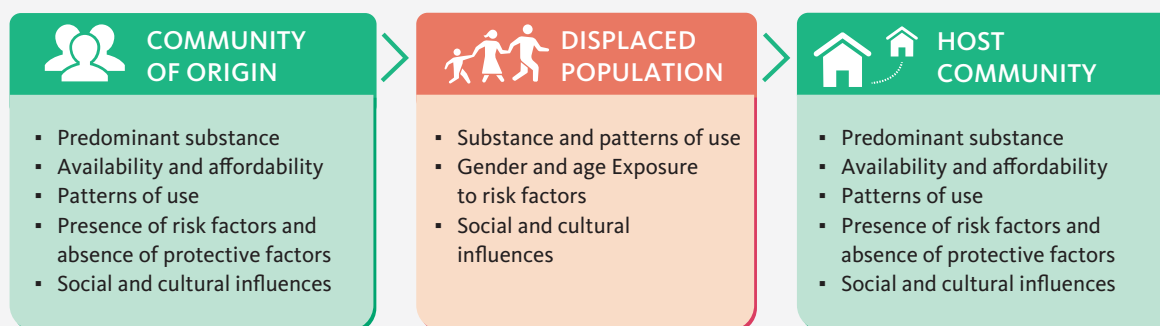 COMMUNITY
OF ORIGIN
▪ Predominant substance
▪ Availability and affordability
▪ Patterns of use
▪ Presence of risk factors and
absence of protective factors
▪ Social and cultural influences
DISPLACED
POPULATION
▪ Substance and patterns of use
▪ Gender and age Exposure
to risk factors
▪ Social and cultural
influences
HOST
COMMUNITY
▪ Predominant substance
▪ Availability and affordability
▪ Patterns of use
▪ Presence of risk factors and
absence of protective factors
▪ Social and cultural influences